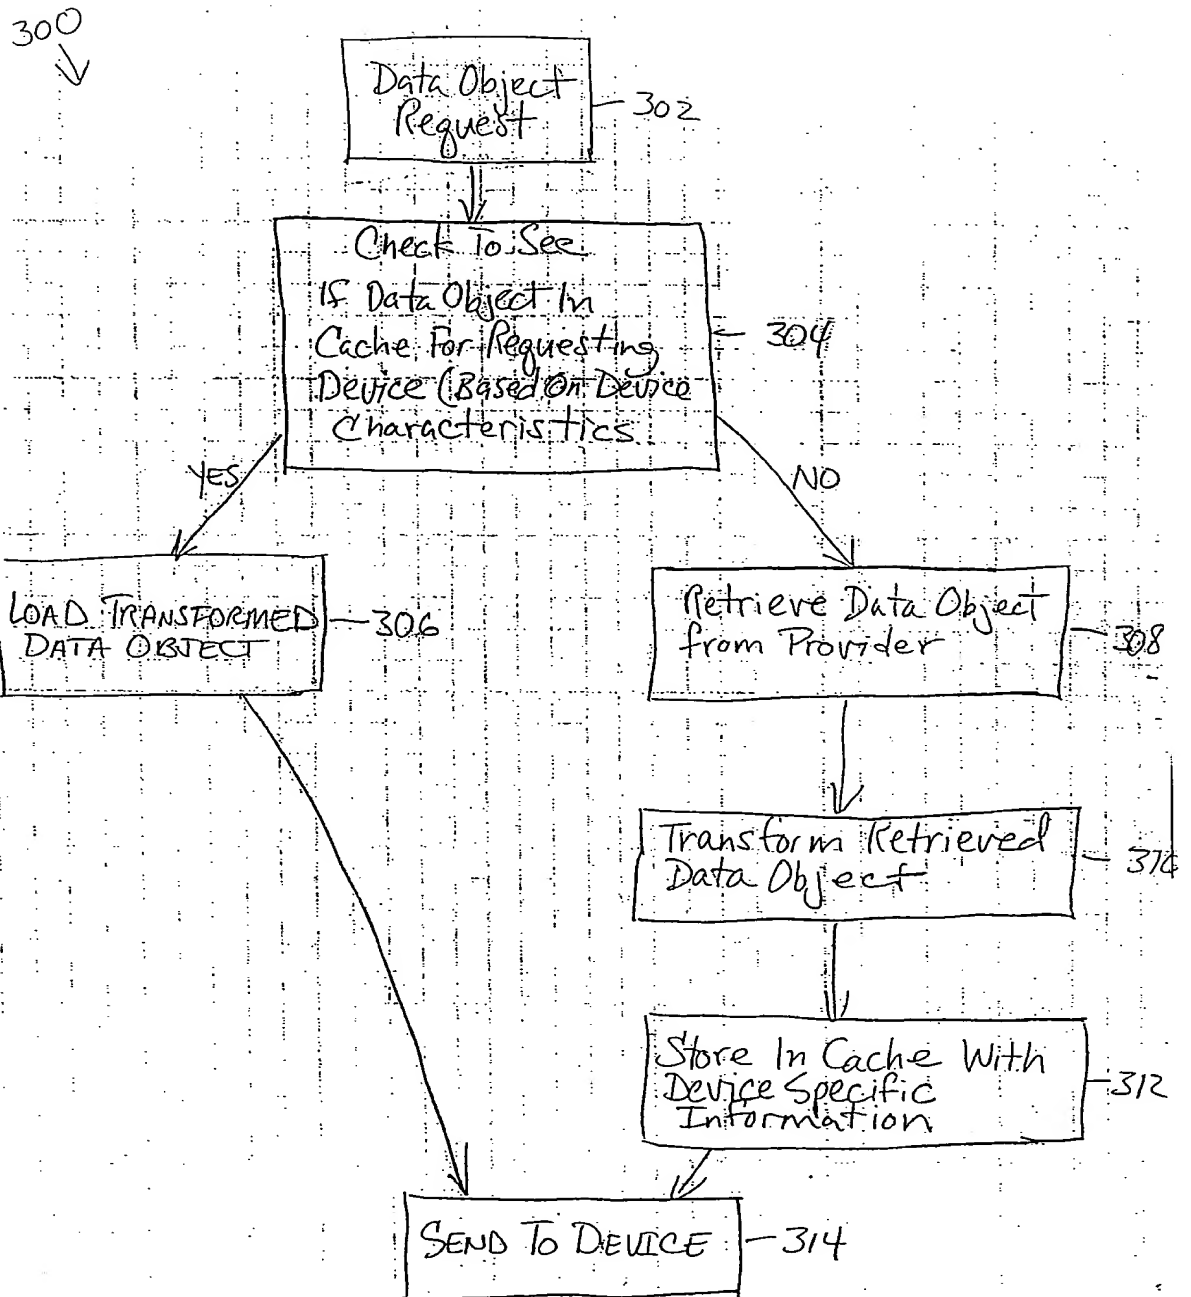 300
Data Object
Request
302
Check To See
If Data Object In
Cache For Requesting
Device (Based On Device
Characteristics
304
YES
NO
LOAD TRANSFORMED
DATA OBJECT
306
Retrieve Data Object
from Provider
308
Transform Retrieved
Data Object
310
Store In Cache With
Device Specific
Information
312
SEND TO DEVICE
314